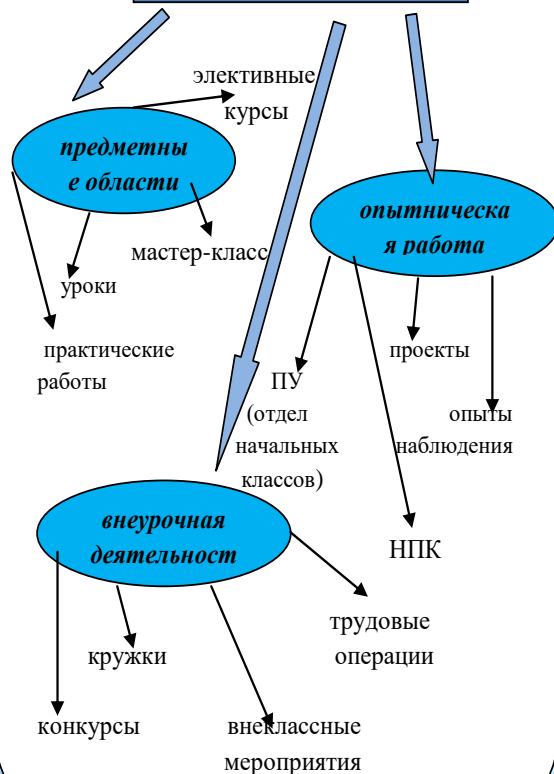 элективные
курсы
предметны
е области
мастер-класс
уроки
практические
работы
опытническа
я работа
проекты
ПУ
(отдел
начальных
классов)
опыты
наблюдения
НПК
внеурочная
деятельност
трудовые
операции
кружки
конкурсы
внеклассные
мероприятия